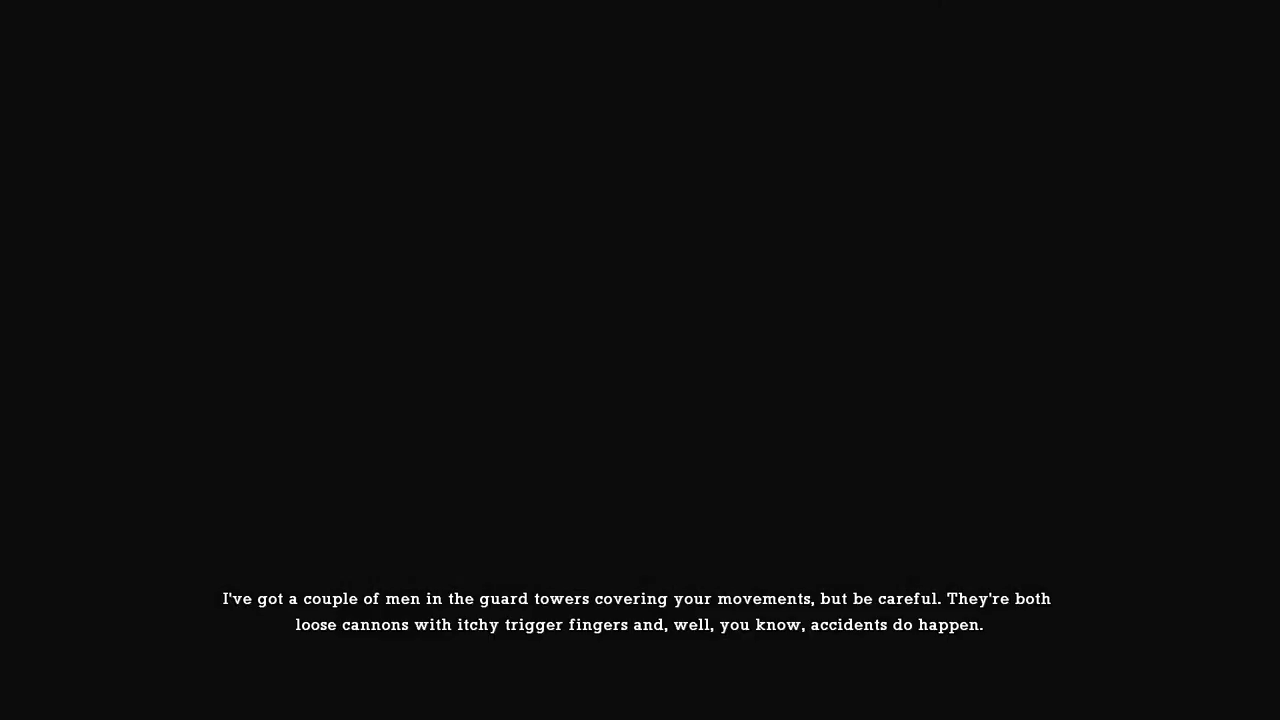 I've got a couple of men in the guard towers covering your movements, but be careful. They're both
loose cannons with itchy trigger fingers and, well, you know, accidents do happen.